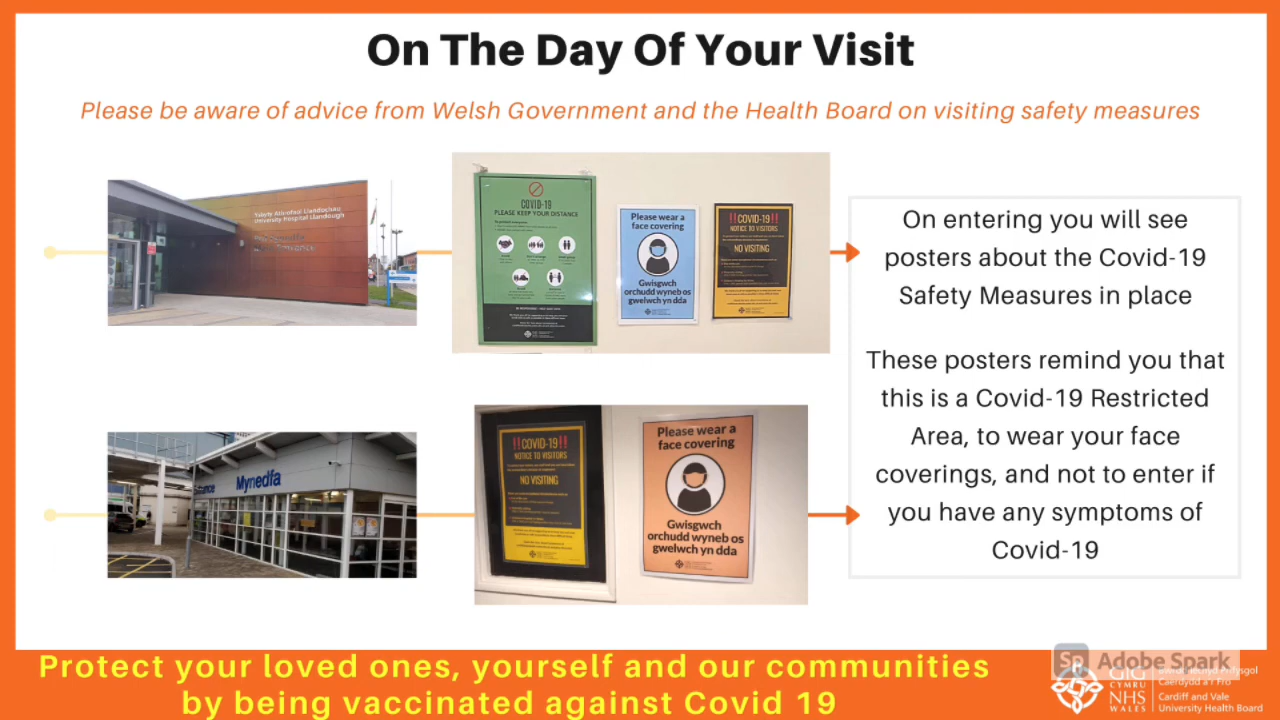 On The Day Of Your Visit
Please be aware of advice from Welsh Government and the Health Board on visiting safety measures
Ysbyty Athrofaol Llandochau
University Hospital Llandough
COVID-19
PLEASE KEEP YOUR DISTANCE
Please wear a
face covering
Gwisgwch
orchudd wyneb os
gwelwch yn dda
!!COVID-19!!
NOTICE TO VISITORS
NO VISITING
On entering you will see
posters about the Covid-19
Safety Measures in place
These posters remind you that
this is a Covid-19 Restricted
Area, to wear your face
coverings, and not to enter if
you have any symptoms of
Covid-19
Mynedfa
!!COVID-19!!
NOTICE TO VISITORS
NO VISITING
Please wear a
face covering
Gwisgwch
orchudd wyneb os
gwelwch yn dda
Protect your loved ones, yourself and our communities
by being vaccinated against Covid 19
Sp Adobe Spark
GIG
CYMRU
NHS
WALES
Caerdydd a'r Fro
Cardiff and Vale
University Health Board